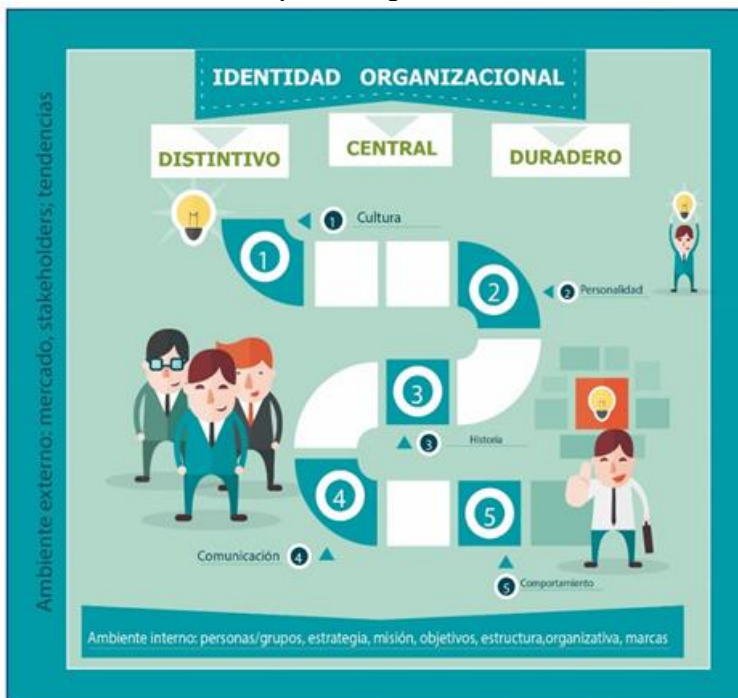 IDENTIDAD ORGANIZACIONAL
DISTINTIVO
CENTRAL
DURADERO
Ambiente externo: mercado, stakeholders; tendencias
1
1 Cultura
2
2 Personalidad
3
3 Historia
4
Comunicación 4
5
5 Comportamiento
Ambiente interno: personas/grupos, estrategia, misión, objetivos, estructura,organizativa, marcas